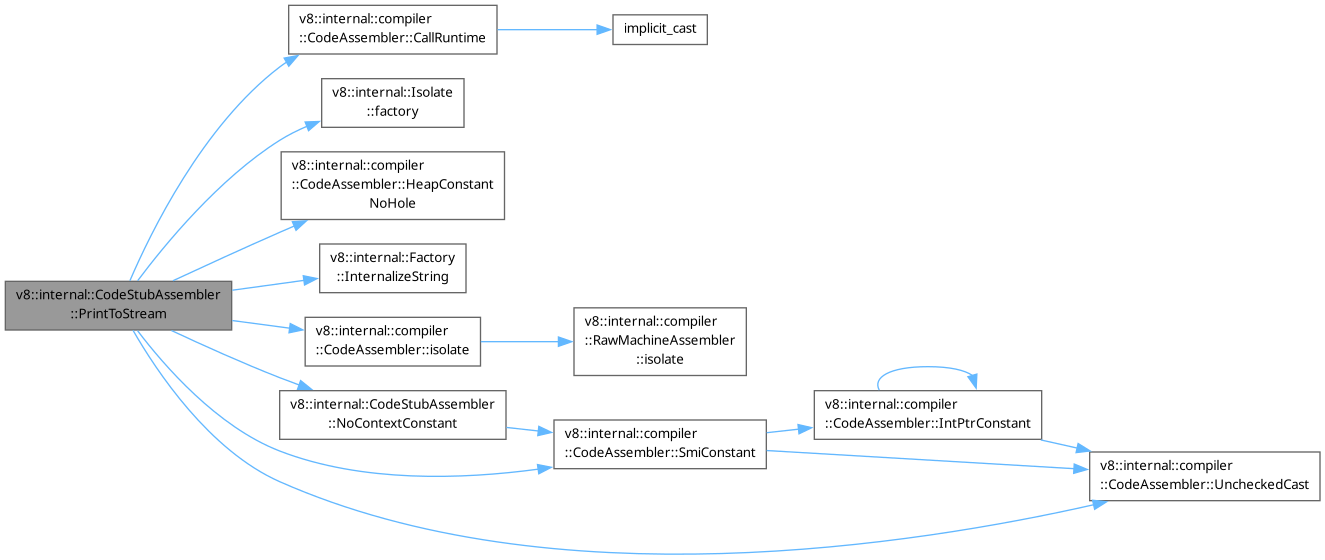 v8::internal::compiler
::CodeAssembler::CallRuntime
implicit_cast
v8::internal::Isolate
::factory
v8::internal::compiler
::CodeAssembler::HeapConstant
NoHole
v8::internal::Factory
::InternalizeString
v8::internal::CodeStubAssembler
::PrintToStream
v8::internal::compiler
::CodeAssembler::isolate
v8::internal::compiler
::RawMachineAssembler
::isolate
v8::internal::CodeStubAssembler
::NoContextConstant
v8::internal::compiler
::CodeAssembler::SmiConstant
v8::internal::compiler
::CodeAssembler::IntPtrConstant
v8::internal::compiler
::CodeAssembler::UncheckedCast